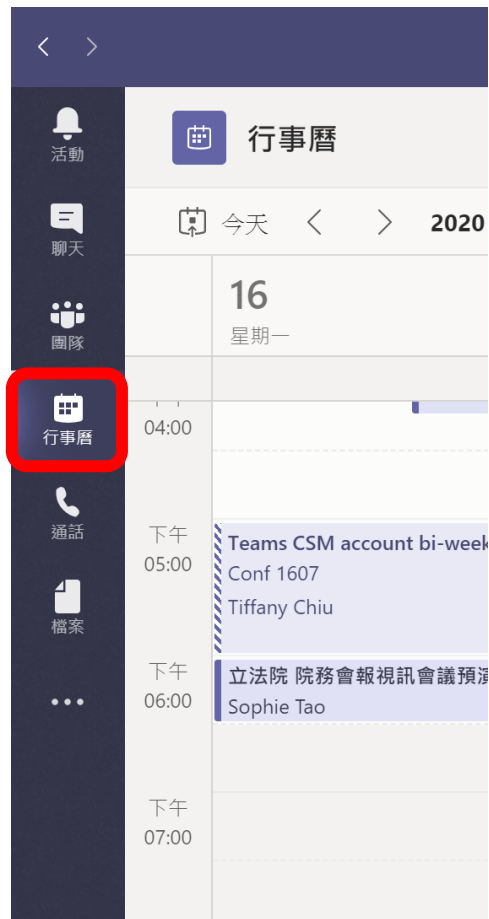 活動
聊天
團隊
行事曆
通話
檔案
行事曆
今天
2020
16
星期一
04:00
下午
05:00
Teams CSM account bi-week
Conf 1607
Tiffany Chiu
下午
06:00
立法院 院務會報視訊會議預演
Sophie Tao
下午
07:00